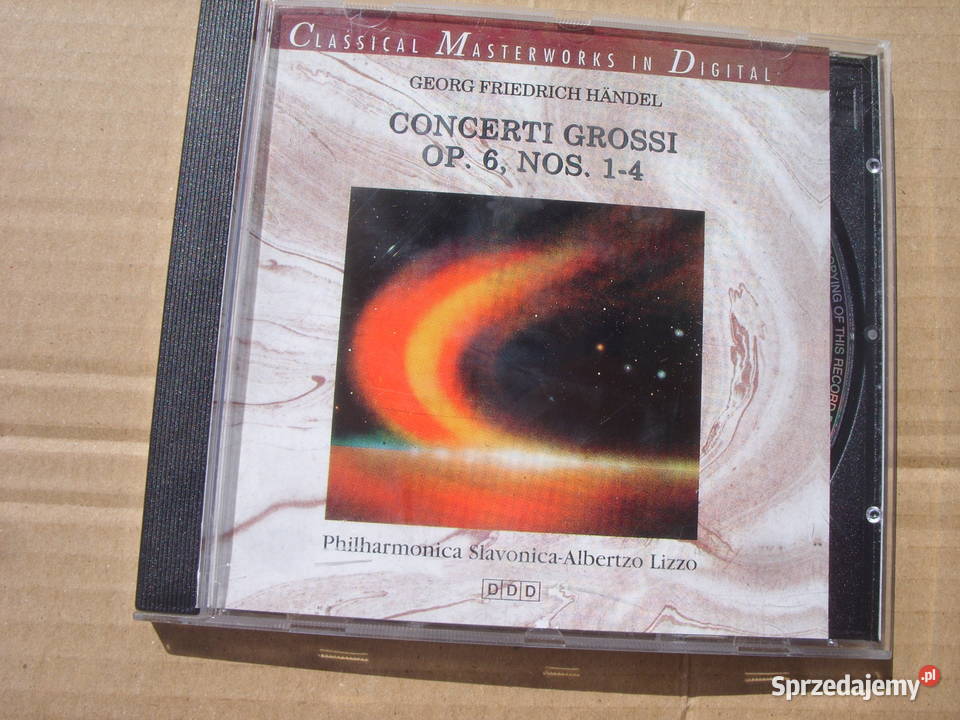 CLASSICAL MASTERWORKS IN DIGITAL
GEORG FRIEDRICH HÄNDEL
CONCERTI GROSSI
OP. 6, NOS. 1-4
Philharmonica Slavonica-Albertzo Lizzo
DDD
OF THIS RECORD
Sprzedajemy.pl